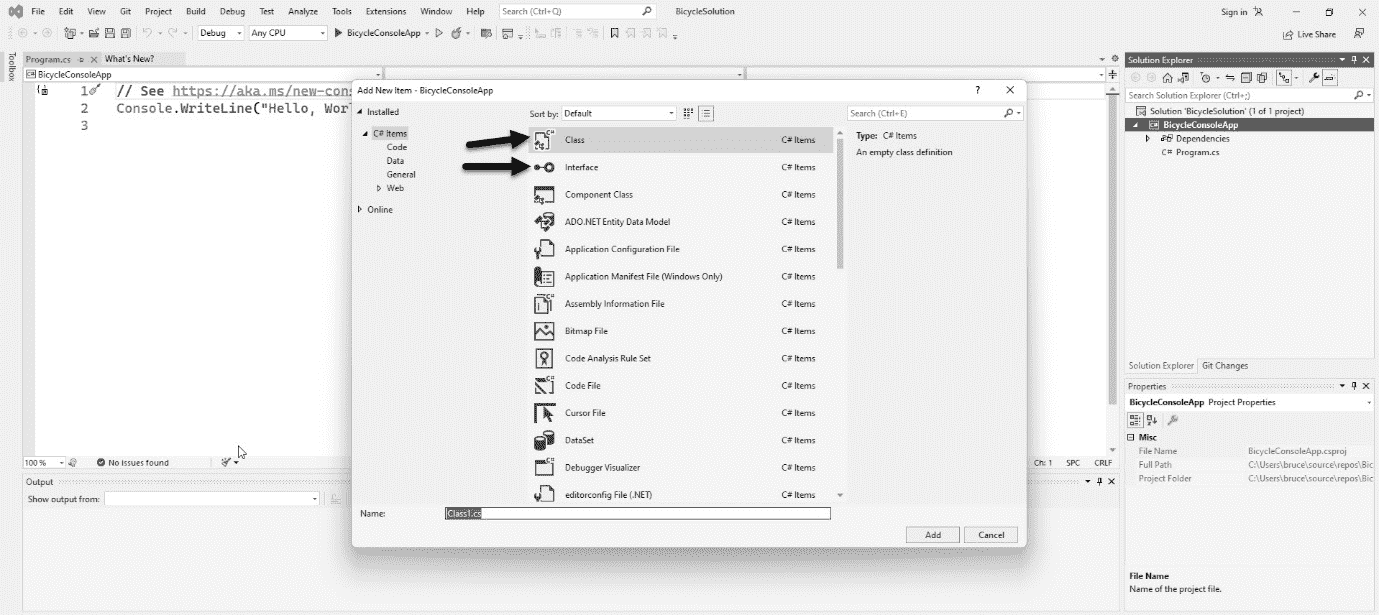 File Edit View Git Project Build Debug Test Analyze Tools Extensions Window Help Search (Ctrl+Q) BicycleSolution Sign in
Debug Any CPU BicycleConsoleApp Live Share
Toolbox
Program.cs What's New?
BicycleConsoleApp
1 // See https://aka.ms/new-cons
2 Console.WriteLine("Hello, Worl
3
100 % No issues found Ch: 1 SPC CRLF
Output
Show output from:
Add New Item - BicycleConsoleApp ?
Installed
C# Items
Code
Data
General
Web
Online
Sort by: Default
Search (Ctrl+E)
Class C# Items
Interface C# Items
Component Class C# Items
ADO.NET Entity Data Model C# Items
Application Configuration File C# Items
Application Manifest File (Windows Only) C# Items
Assembly Information File C# Items
Bitmap File C# Items
Code Analysis Rule Set C# Items
Code File C# Items
Cursor File C# Items
DataSet C# Items
Debugger Visualizer C# Items
editorconfig File (.NET) C# Items
Type: C# Items
An empty class definition
Name: Class1.cs
Add Cancel
Solution Explorer
Search Solution Explorer (Ctrl+;)
Solution 'BicycleSolution' (1 of 1 project)
BicycleConsoleApp
Dependencies
C# Program.cs
Solution Explorer Git Changes
Properties
BicycleConsoleApp Project Properties
Misc
File Name BicycleConsoleApp.csproj
Full Path C:\Users\bruce\source\repos\Bic
Project Folder C:\Users\bruce\source\repos\Bic
File Name
Name of the project file.